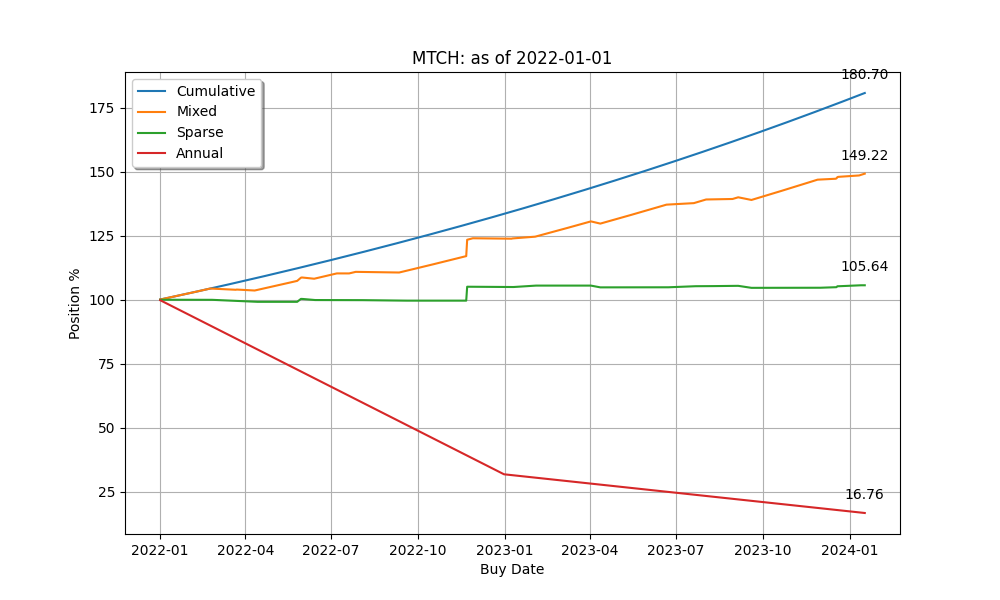 MTCH: as of 2022-01-01
180.70
Cumulative
Mixed
Sparse
Annual
175
150
125
100
75
50
25
Position %
149.22
105.64
16.76
2022-01
2022-04
2022-07
2022-10
2023-01
2023-04
2023-07
2023-10
2024-01
Buy Date